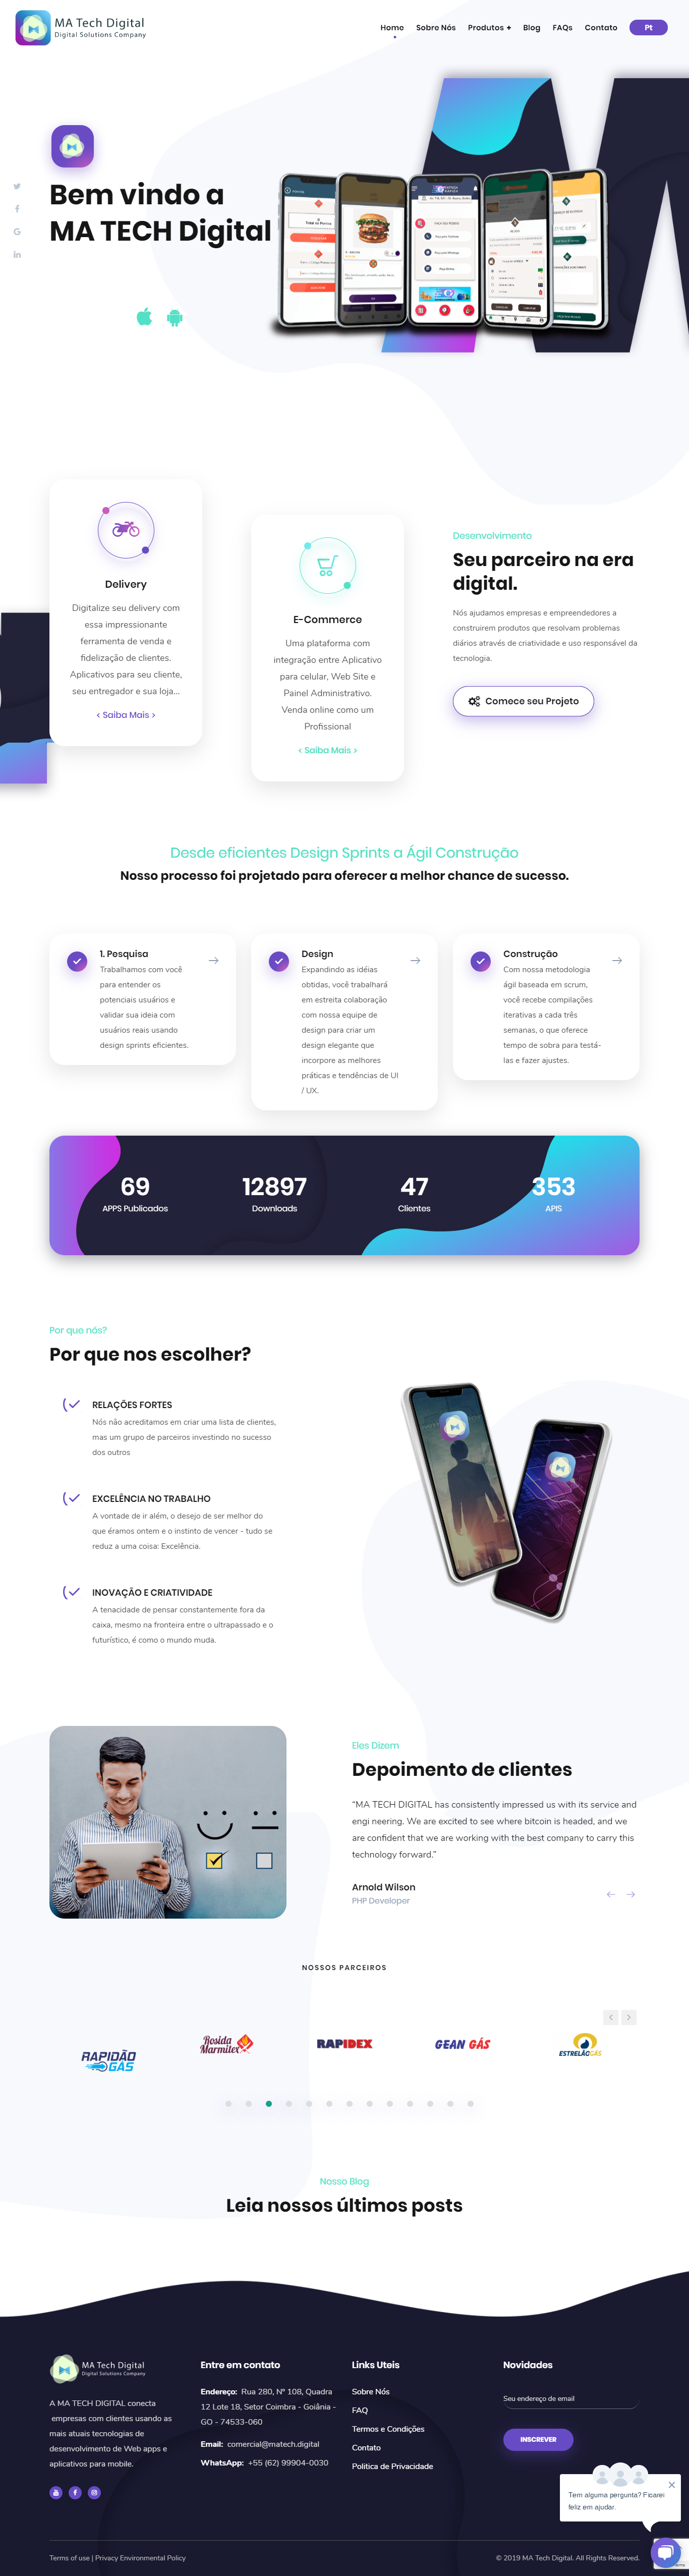 MA Tech Digital
Digital Solutions Company
Home
Sobre Nós
Produtos +
Blog
FAQs
Contato
Pt
Bem vindo a
MA TECH Digital
Delivery
Digitalize seu delivery com
essa impressionante
ferramenta de venda e
fidelização de clientes.
Aplicativos para seu cliente,
seu entregador e sua loja...
< Saiba Mais >
E-Commerce
Uma plataforma com
integração entre Aplicativo
para celular, Web Site e
Painel Administrativo.
Venda online como um
Profissional
< Saiba Mais >
Desenvolvimento
Seu parceiro na era
digital.
Nós ajudamos empresas e empreendedores a
construirem produtos que resolvam problemas
diários através de criatividade e uso responsável da
tecnologia.
Comece seu Projeto
Desde eficientes Design Sprints a Ágil Construção
Nosso processo foi projetado para oferecer a melhor chance de sucesso.
1. Pesquisa
Trabalhamos com você
para entender os
potenciais usuários e
validar sua ideia com
usuários reais usando
design sprints eficientes.
Design
Expandindo as idéias
obtidas, você trabalhará
em estreita colaboração
com nossa equipe de
design para criar um
design elegante que
incorpore as melhores
práticas e tendências de UI
/ UX.
Construção
Com nossa metodologia
ágil baseada em scrum,
você recebe compilações
iterativas a cada três
semanas, o que oferece
tempo de sobra para testá-
las e fazer ajustes.
69
APPS Publicados
12897
Downloads
47
Clientes
353
APIS
Por que nós?
Por que nos escolher?
RELAÇÕES FORTES
Nós não acreditamos em criar uma lista de clientes,
mas um grupo de parceiros investindo no sucesso
dos outros
EXCELÊNCIA NO TRABALHO
A vontade de ir além, o desejo de ser melhor do
que éramos ontem e o instinto de vencer - tudo se
reduz a uma coisa: Excelência.
INOVAÇÃO E CRIATIVIDADE
A tenacidade de pensar constantemente fora da
caixa, mesmo na fronteira entre o ultrapassado e o
futurístico, é como o mundo muda.
Eles Dizem
Depoimento de clientes
“MA TECH DIGITAL has consistently impressed us with its service and
engi neering. We are excited to see where bitcoin is headed, and we
are confident that we are working with the best company to carry this
technology forward.”
Arnold Wilson
PHP Developer
NOSSOS PARCEIROS
RAPIDÃO
GÁS
Rosida
Marmitex
RAPIDEX
GEAN GÁS
ESTRELÃO GÁS
Nosso Blog
Leia nossos últimos posts
MA Tech Digital
Digital Solutions Company
A MA TECH DIGITAL conecta
empresas com clientes usando as
mais atuais tecnologias de
desenvolvimento de Web apps e
aplicativos para mobile.
Entre em contato
Endereço: Rua 280, Nº 108, Quadra
12 Lote 18, Setor Coimbra - Goiânia -
GO - 74533-060
Email: comercial@matech.digital
WhatsApp: +55 (62) 99904-0030
Links Uteis
Sobre Nós
FAQ
Termos e Condições
Contato
Politica de Privacidade
Novidades
Seu endereço de email
INSCREVER
Tem alguma pergunta? Ficarei
feliz em ajudar.
Terms of use | Privacy Environmental Policy
© 2019 MA Tech Digital. All Rights Reserved.